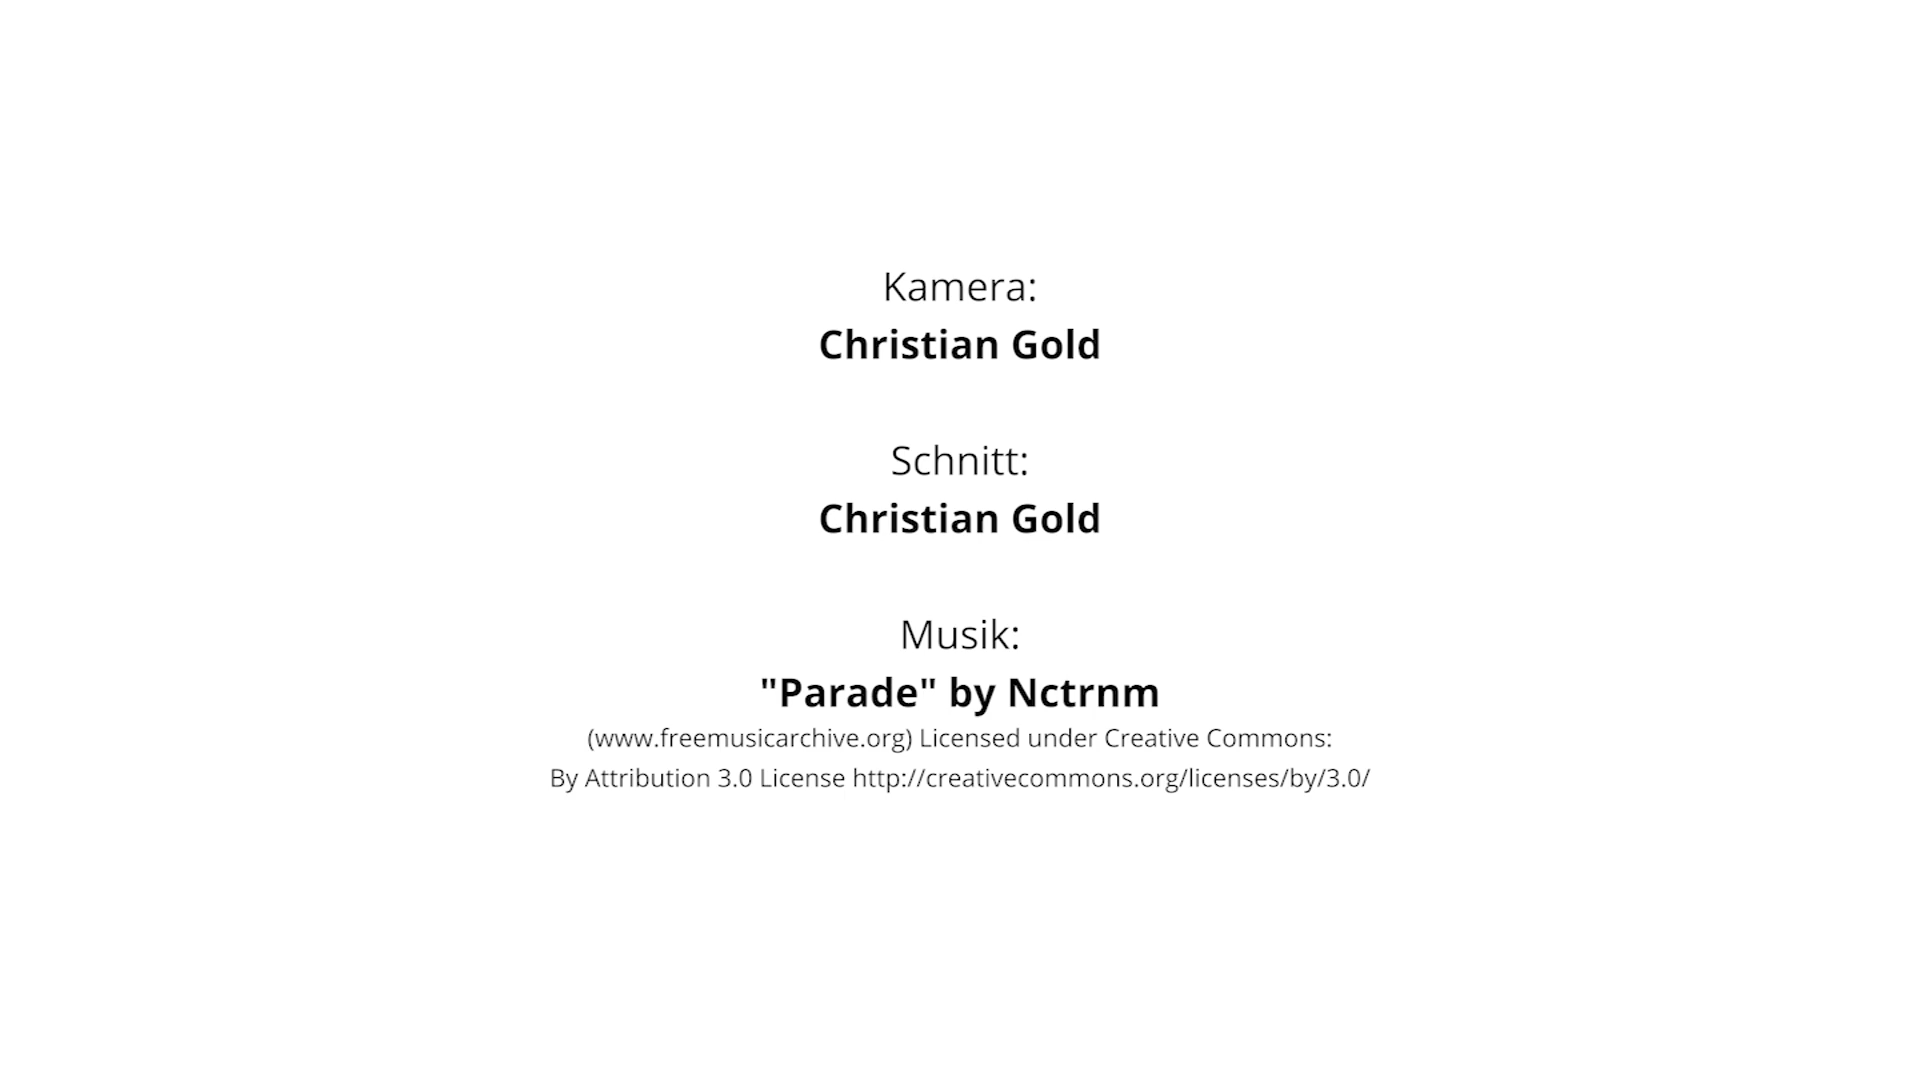 Kamera:
Christian Gold
Schnitt:
Christian Gold
Musik:
"Parade" by Nctrnm
(www.freemusicarchive.org) Licensed under Creative Commons:
By Attribution 3.0 License http://creativecommons.org/licenses/by/3.0/